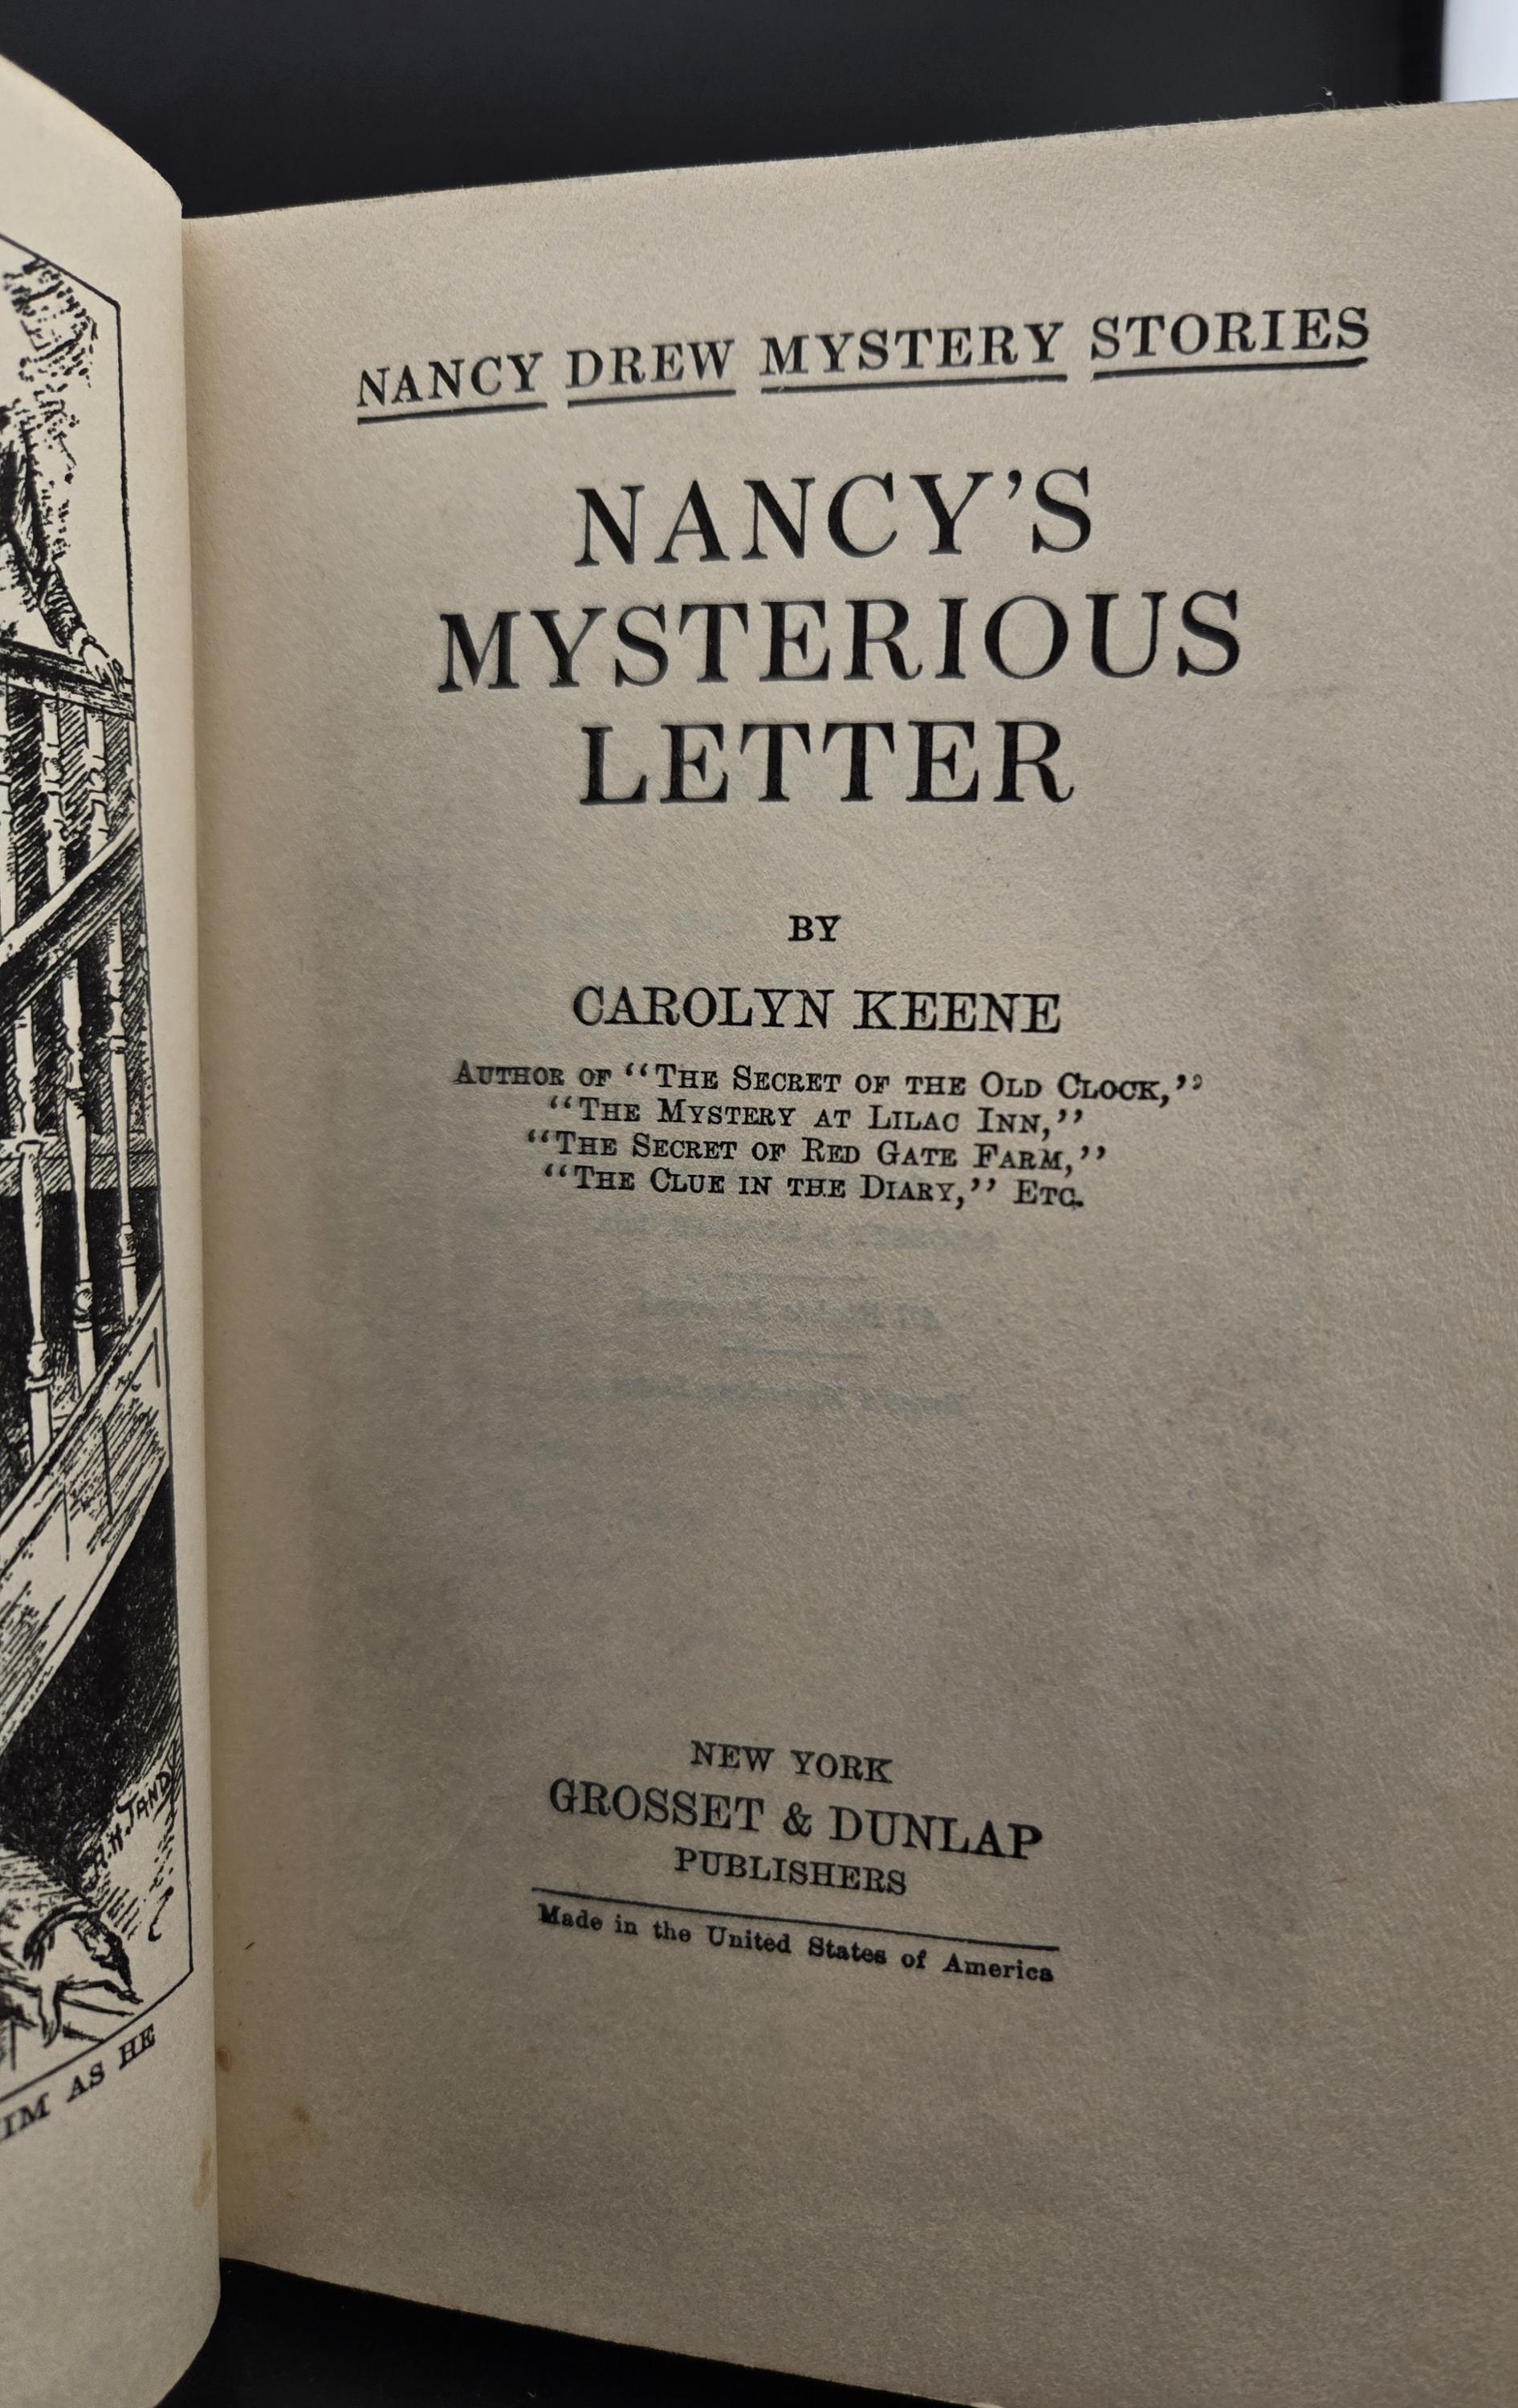 NANCY DREW MYSTERY STORIES
NANCY'S
MYSTERIOUS
LETTER
BY
CAROLYN KEENE
AUTHOR OF “THE SECRET OF THE OLD CLOCK,”
“THE MYSTERY AT LILAC INN,”
“THE SECRET OF RED GATE FARM,”
“THE CLUE IN THE DIARY,” ETC.
NEW YORK
GROSSET & DUNLAP
PUBLISHERS
Made in the United States of America
AS HE